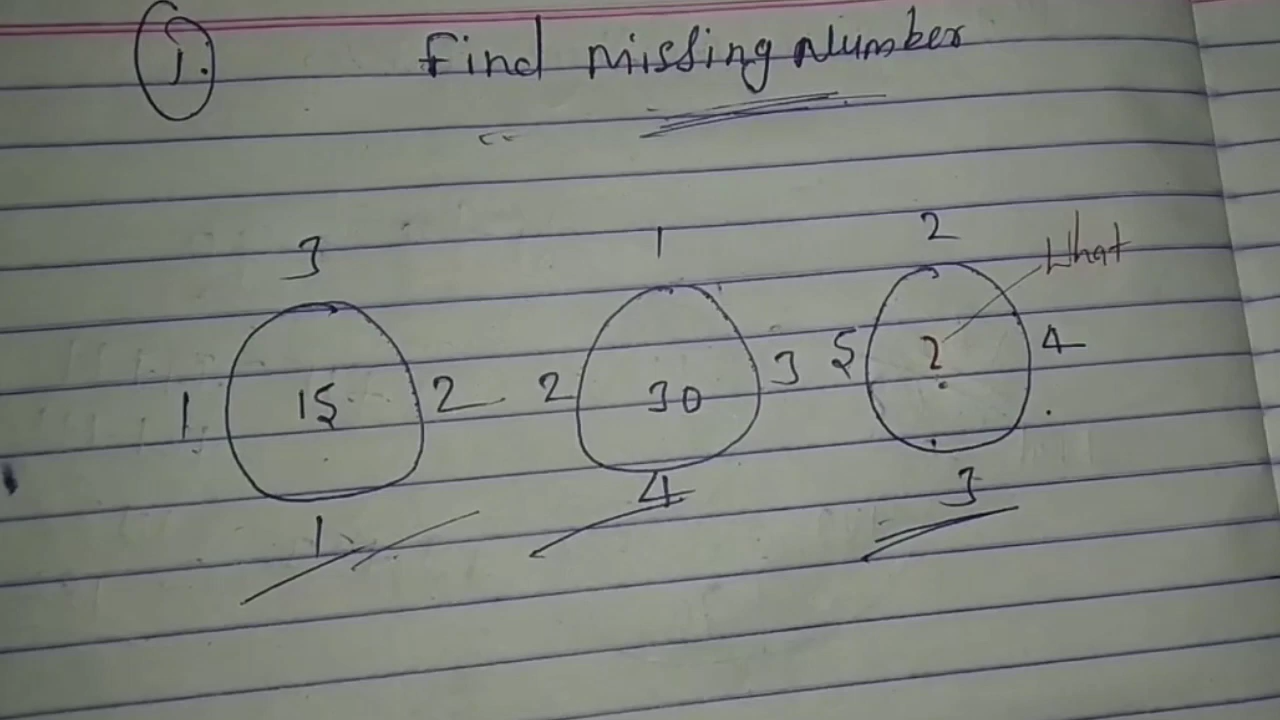 1.
Find missing Number
3 1 2 What
1 15 2 2 30 3 5 ? 4
1 4 3